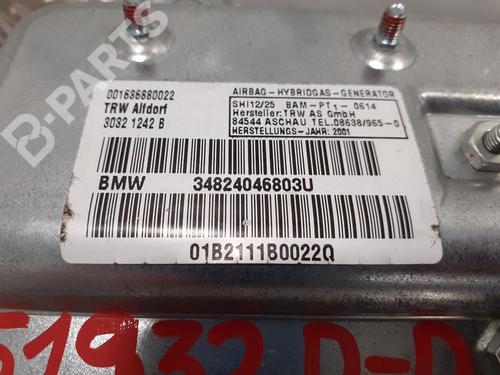 B-PARTS
001636880022
TRW Alfdorf
3032 1242 B
AIRBAG - HYBRIDGAS - GENERATOR
SHI12/25 BAM-PT1-0614
Hersteller: TRW AS GmbH
84544 ASCHAU TEL.08638/965-0
HERSTELLUNGS-JAHR: 2001
BMW 34824046803U
01B2111B0022Q
51932 D-D